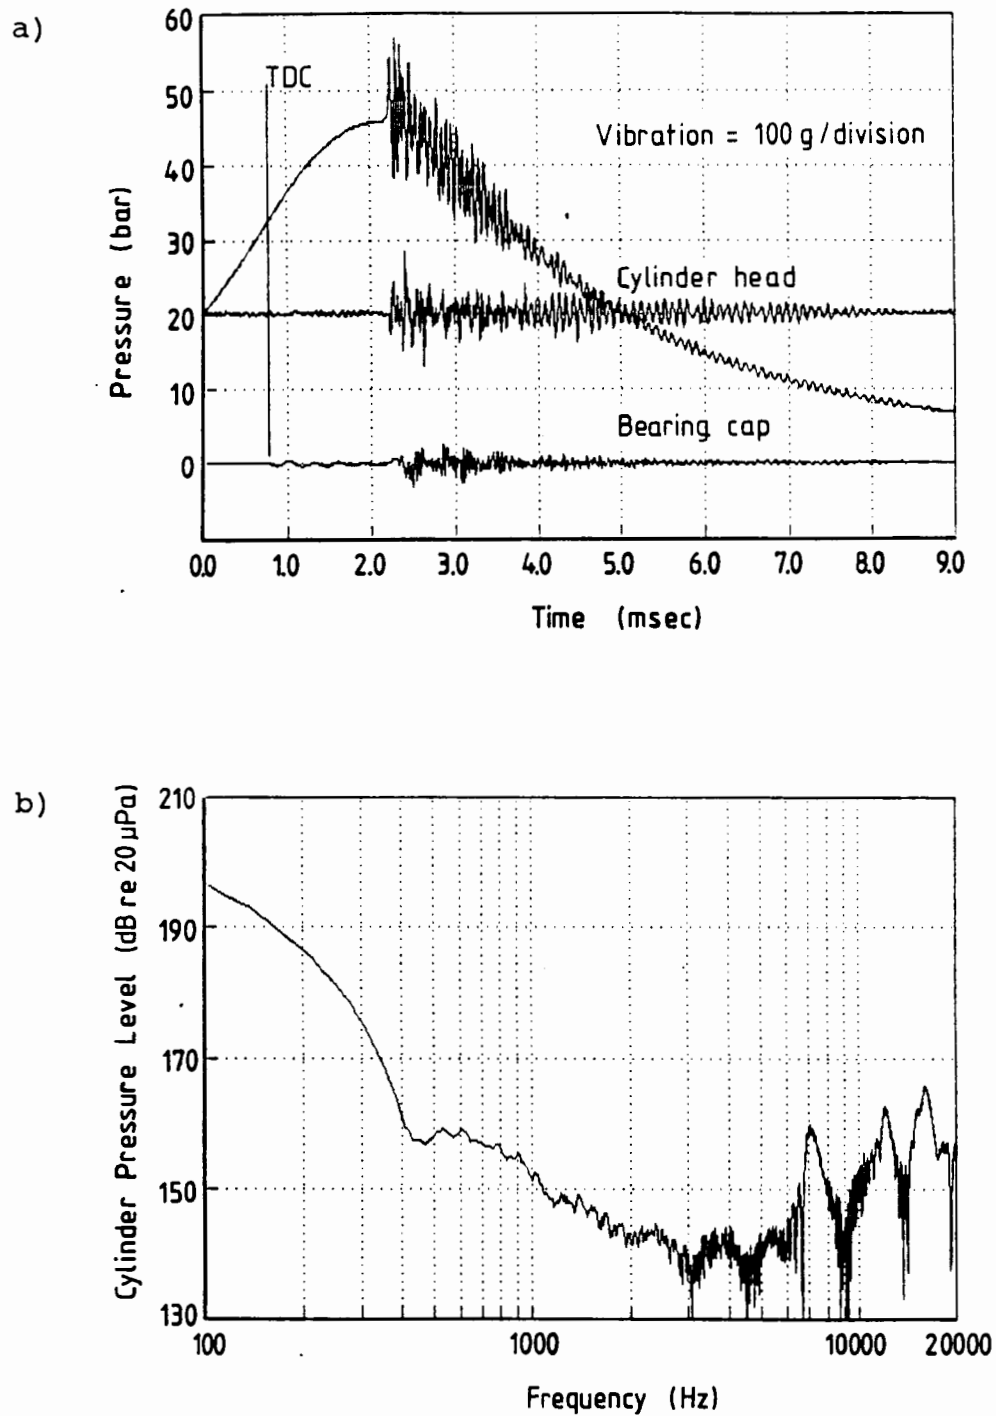 a)
60
50
40
30
20
10
0
Pressure (bar)
TDC
Vibration = 100 g/division
Cylinder head
Bearing cap
0.0 1.0 2.0 3.0 4.0 5.0 6.0 7.0 8.0 9.0
Time (msec)
b)
210
190
170
150
130
Cylinder Pressure Level (dB re 20 µPa)
100 1000 10000 20000
Frequency (Hz)